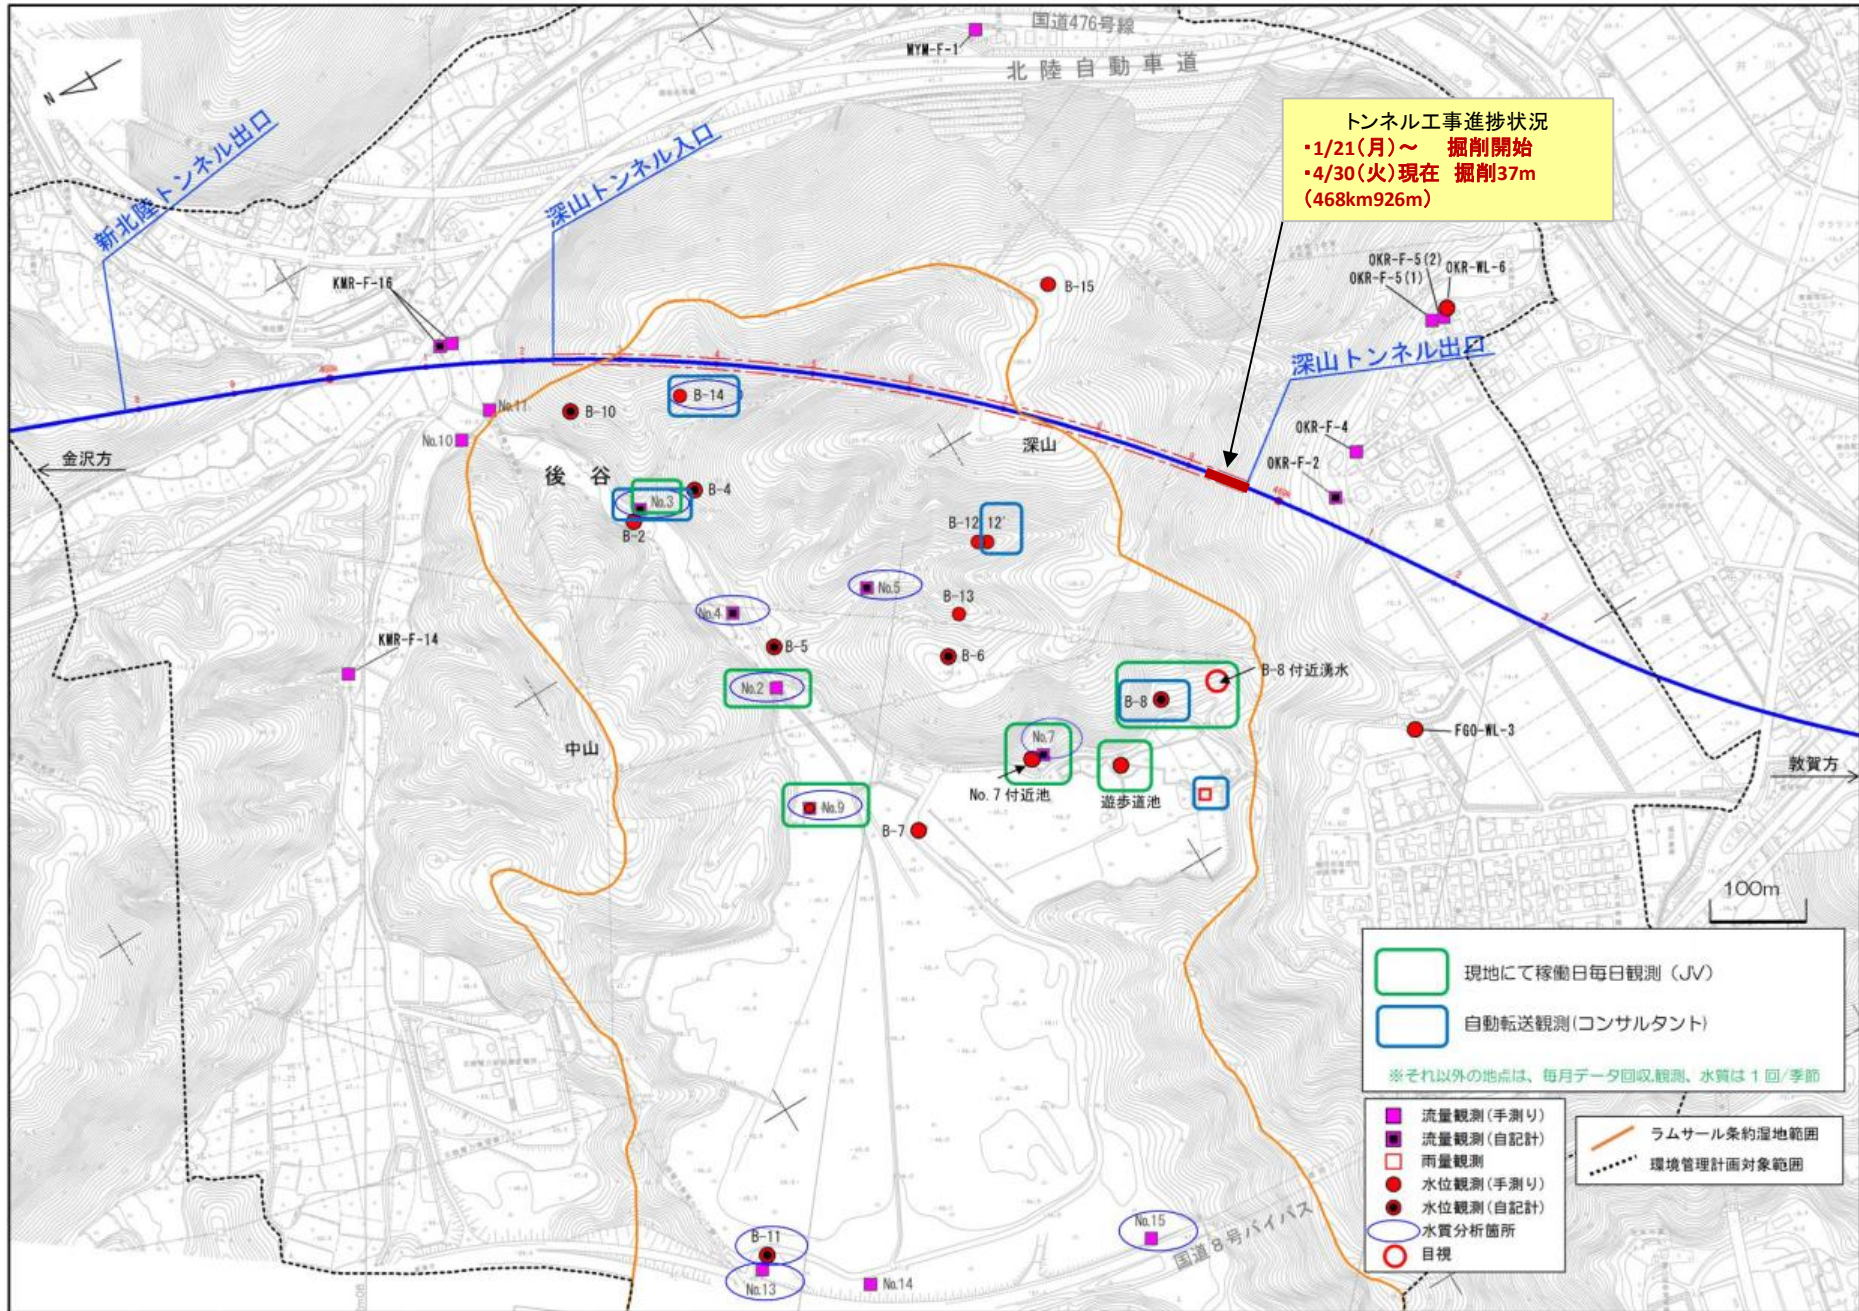 国道476号線
MYM-F-1
北陸自動車道
トンネル工事進捗状況
・1/21(月)～ 掘削開始
・4/30(火)現在 掘削37m
(468km926m)
N
新北陸トンネル出口
深山トンネル入口
KMR-F-16
B-15
OKR-F-5(2)
OKR-WL-6
OKR-F-5(1)
深山トンネル出口
B-14
No.11
B-10
No.10
金沢方
後谷
深山
OKR-F-4
OKR-F-2
No.3
B-4
B-2
B-12
12'
No.5
No.4
B-13
B-5
B-6
KMR-F-14
No.2
B-8付近湧水
B-8
中山
No.7
FGO-WL-3
敦賀方
No.7付近池
遊歩道池
No.9
B-7
100m
現地にて稼働日毎日観測（JV）
自動転送観測(コンサルタント)
※それ以外の地点は、毎月データ回収,観測、水質は1回/季節
流量観測(手測り)
流量観測(自記計)
雨量観測
水位観測(手測り)
水位観測(自記計)
水質分析箇所
目視
ラムサール条約湿地範囲
環境管理計画対象範囲
No.15
国道8号バイパス
B-11
No.13
No.14